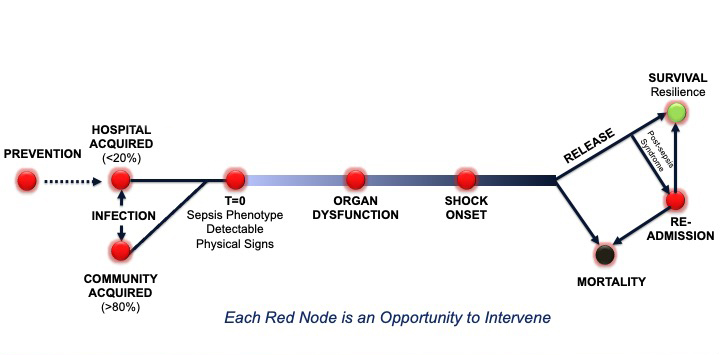 PREVENTION
HOSPITAL
ACQUIRED
(<20%)
INFECTION
COMMUNITY
ACQUIRED
(>80%)
T=0
Sepsis Phenotype
Detectable
Physical Signs
ORGAN
DYSFUNCTION
SHOCK
ONSET
RELEASE
SURVIVAL
Resilience
Post-sepsis
Syndrome
RE-
ADMISSION
MORTALITY
Each Red Node is an Opportunity to Intervene